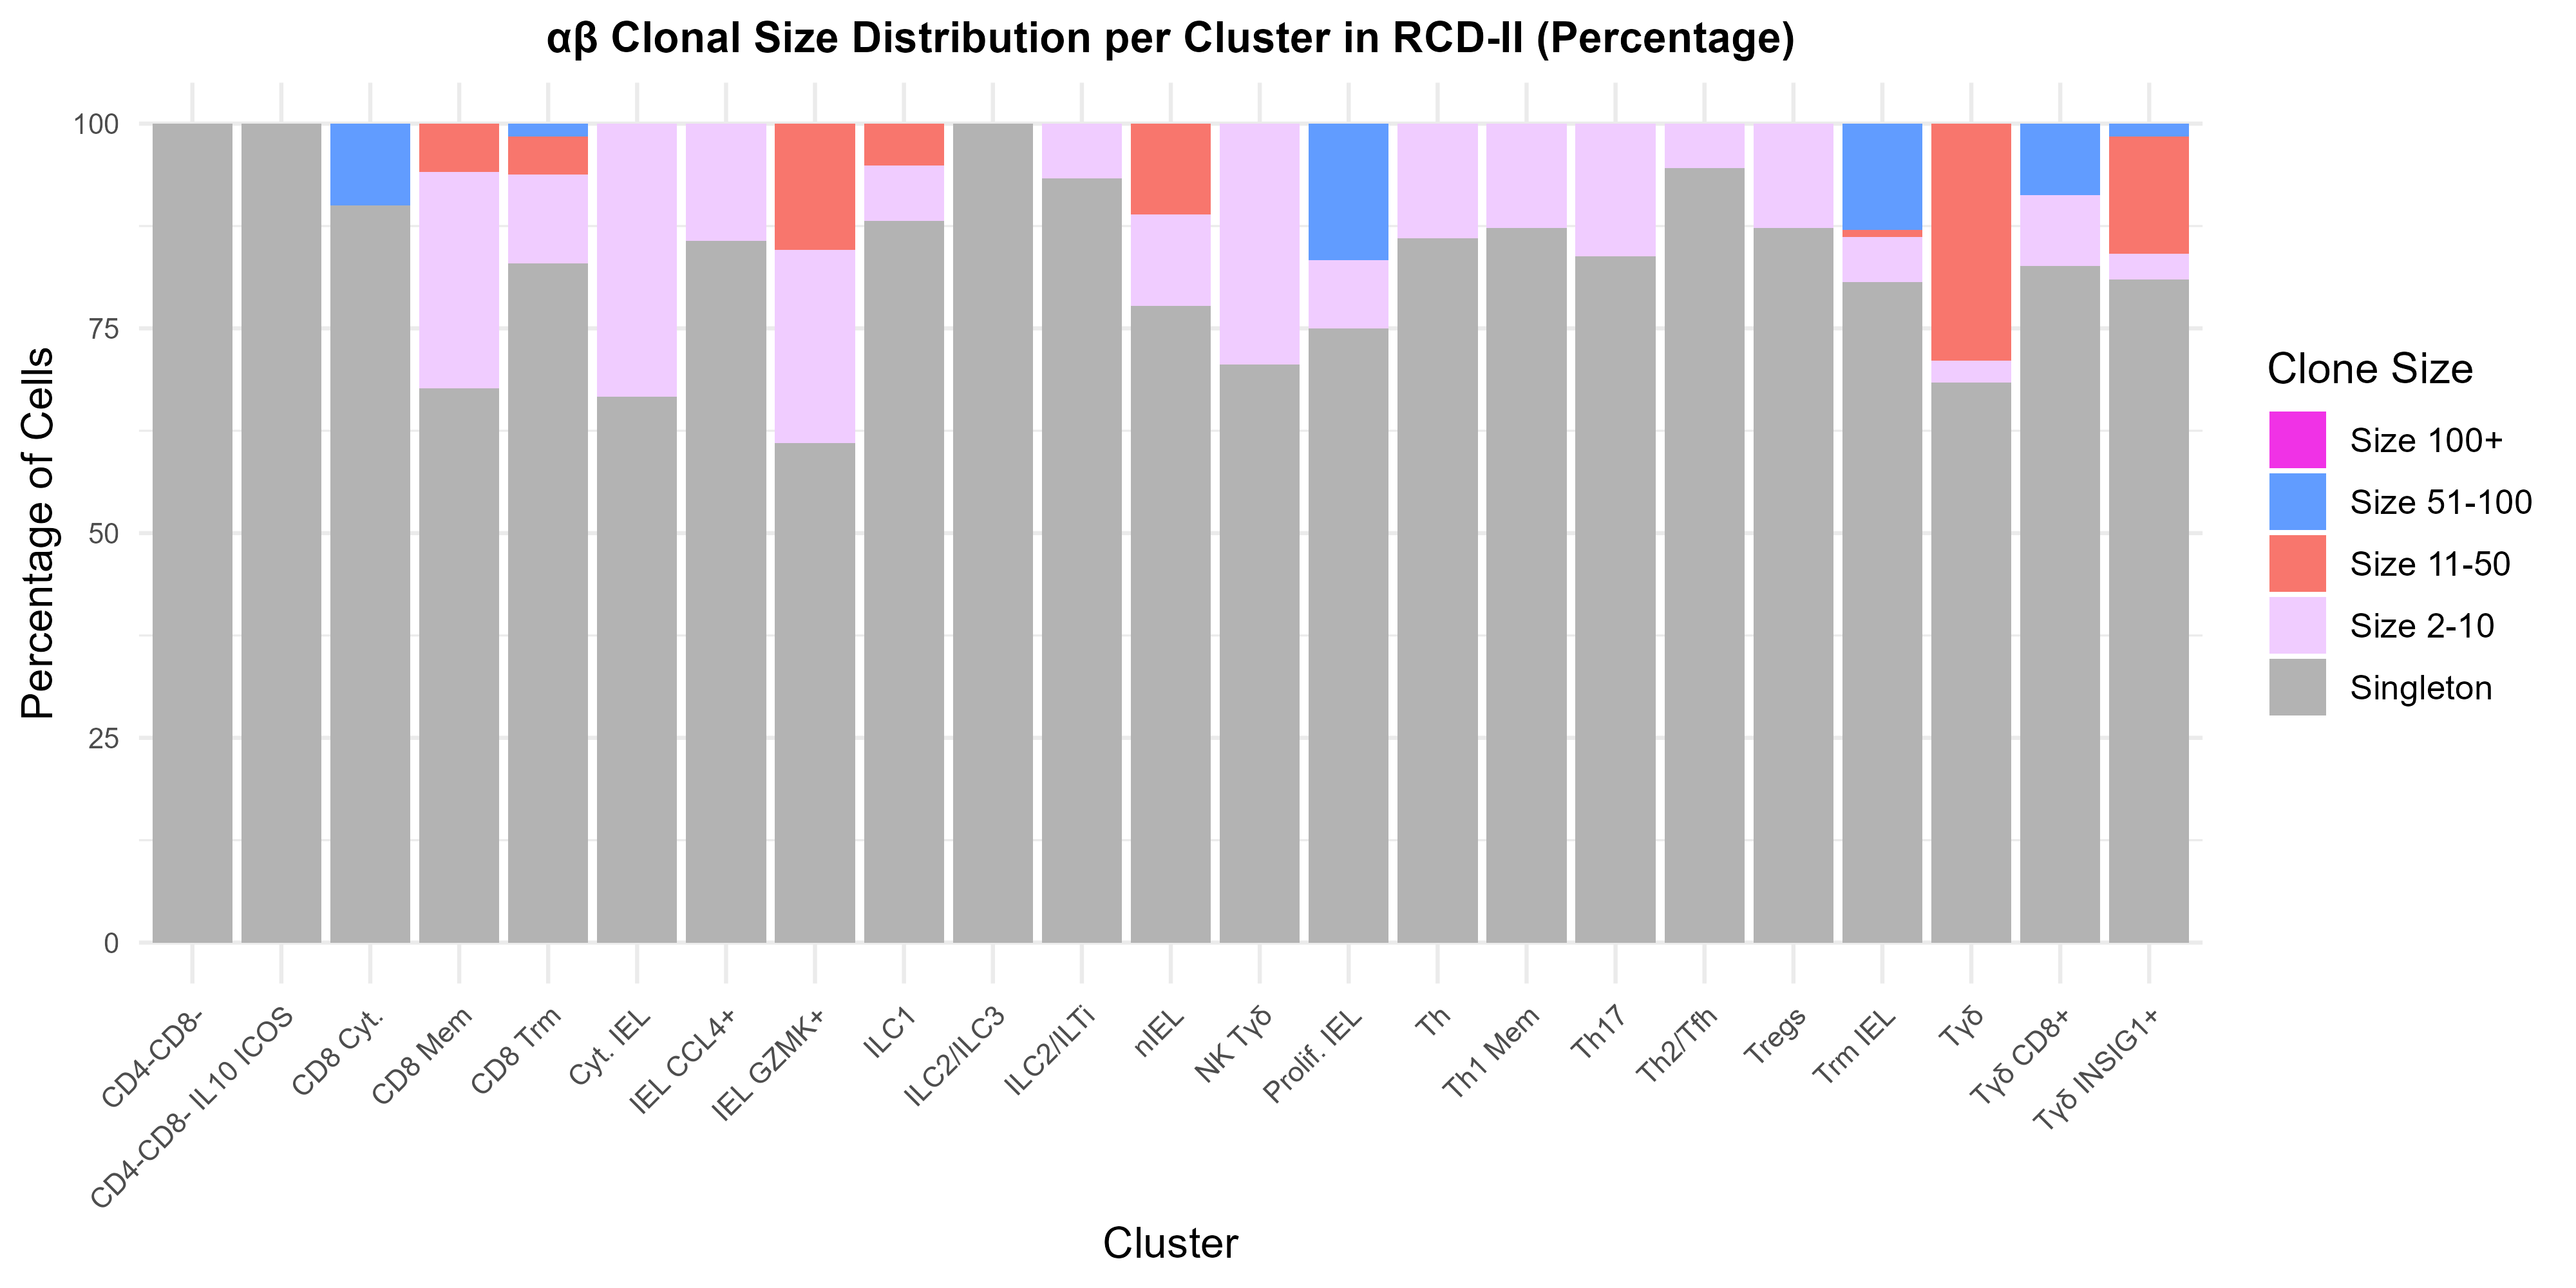 αβ Clonal Size Distribution per Cluster in RCD-II (Percentage)
Percentage of Cells
100
75
50
25
0
CD4-CD8-
CD4-CD8- IL10 ICOS
CD8 Cyt.
CD8 Mem
CD8 Trm
Cyt. IEL
IEL CCL4+
IEL GZMK+
ILC1
ILC2/ILC3
ILC2/ILTi
nIEL
NK Tγδ
Prolif. IEL
Th
Th1 Mem
Th17
Th2/Tfh
Tregs
Trm IEL
Tγδ
Tγδ CD8+
Tγδ INSIG1+
Cluster
Clone Size
Size 100+
Size 51-100
Size 11-50
Size 2-10
Singleton